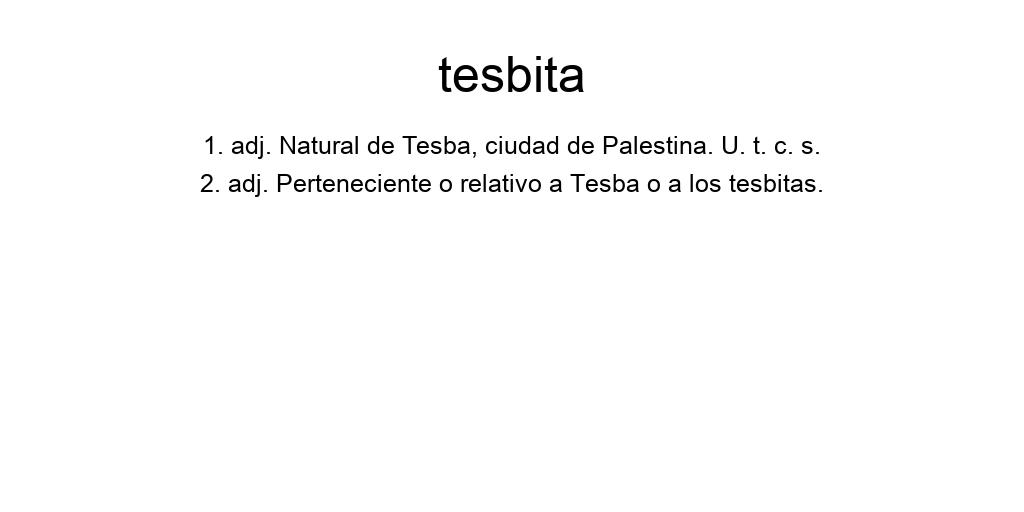 tesbita
1. adj. Natural de Tesba, ciudad de Palestina. U. t. c. s.
2. adj. Perteneciente o relativo a Tesba o a los tesbitas.